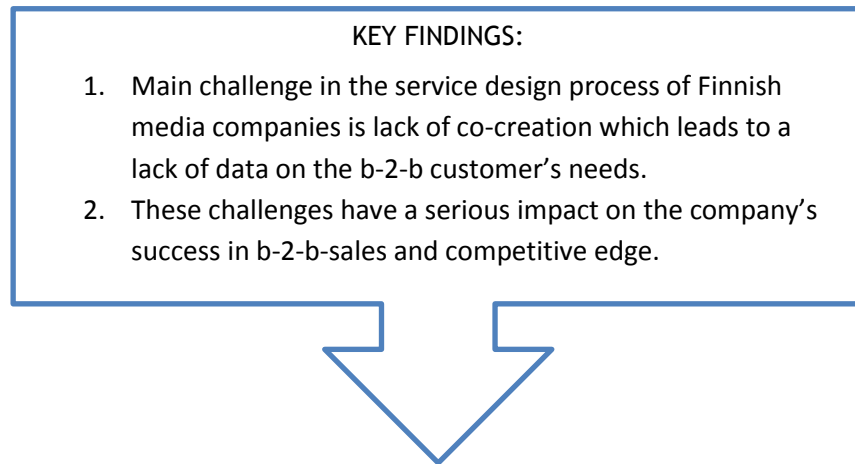 KEY FINDINGS:
1. Main challenge in the service design process of Finnish
media companies is lack of co-creation which leads to a
lack of data on the b-2-b customer’s needs.
2. These challenges have a serious impact on the company’s
success in b-2-b-sales and competitive edge.